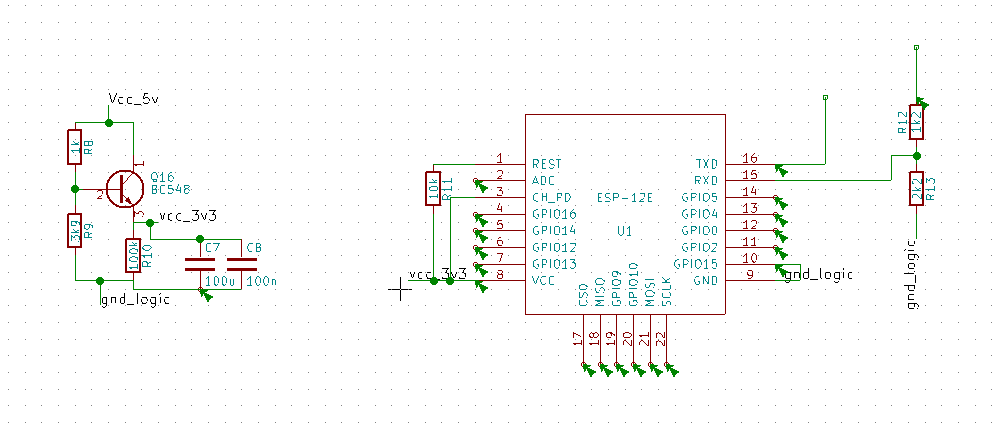 Vcc_5v
R8
1k
Q16
BC548
1
2
3
vcc_3v3
R9
3k9
R10
100k
C7
100u
C8
100n
gnd_logic
R11
10k
vcc_3v3
1 REST
2 ADC
3 CH_PD
4 GPIO16
5 GPIO14
6 GPIO12
7 GPIO13
8 VCC
ESP-12E
U1
TXD 16
RXD 15
GPIO5 14
GPIO4 13
GPIO0 12
GPIO2 11
GPIO15 10
GND 9
gnd_logic
CSO 17
MISO 18
GPIO9 19
GPIO10 20
MOSI 21
SCLK 22
R12
1k2
R13
2k2
gnd_logic